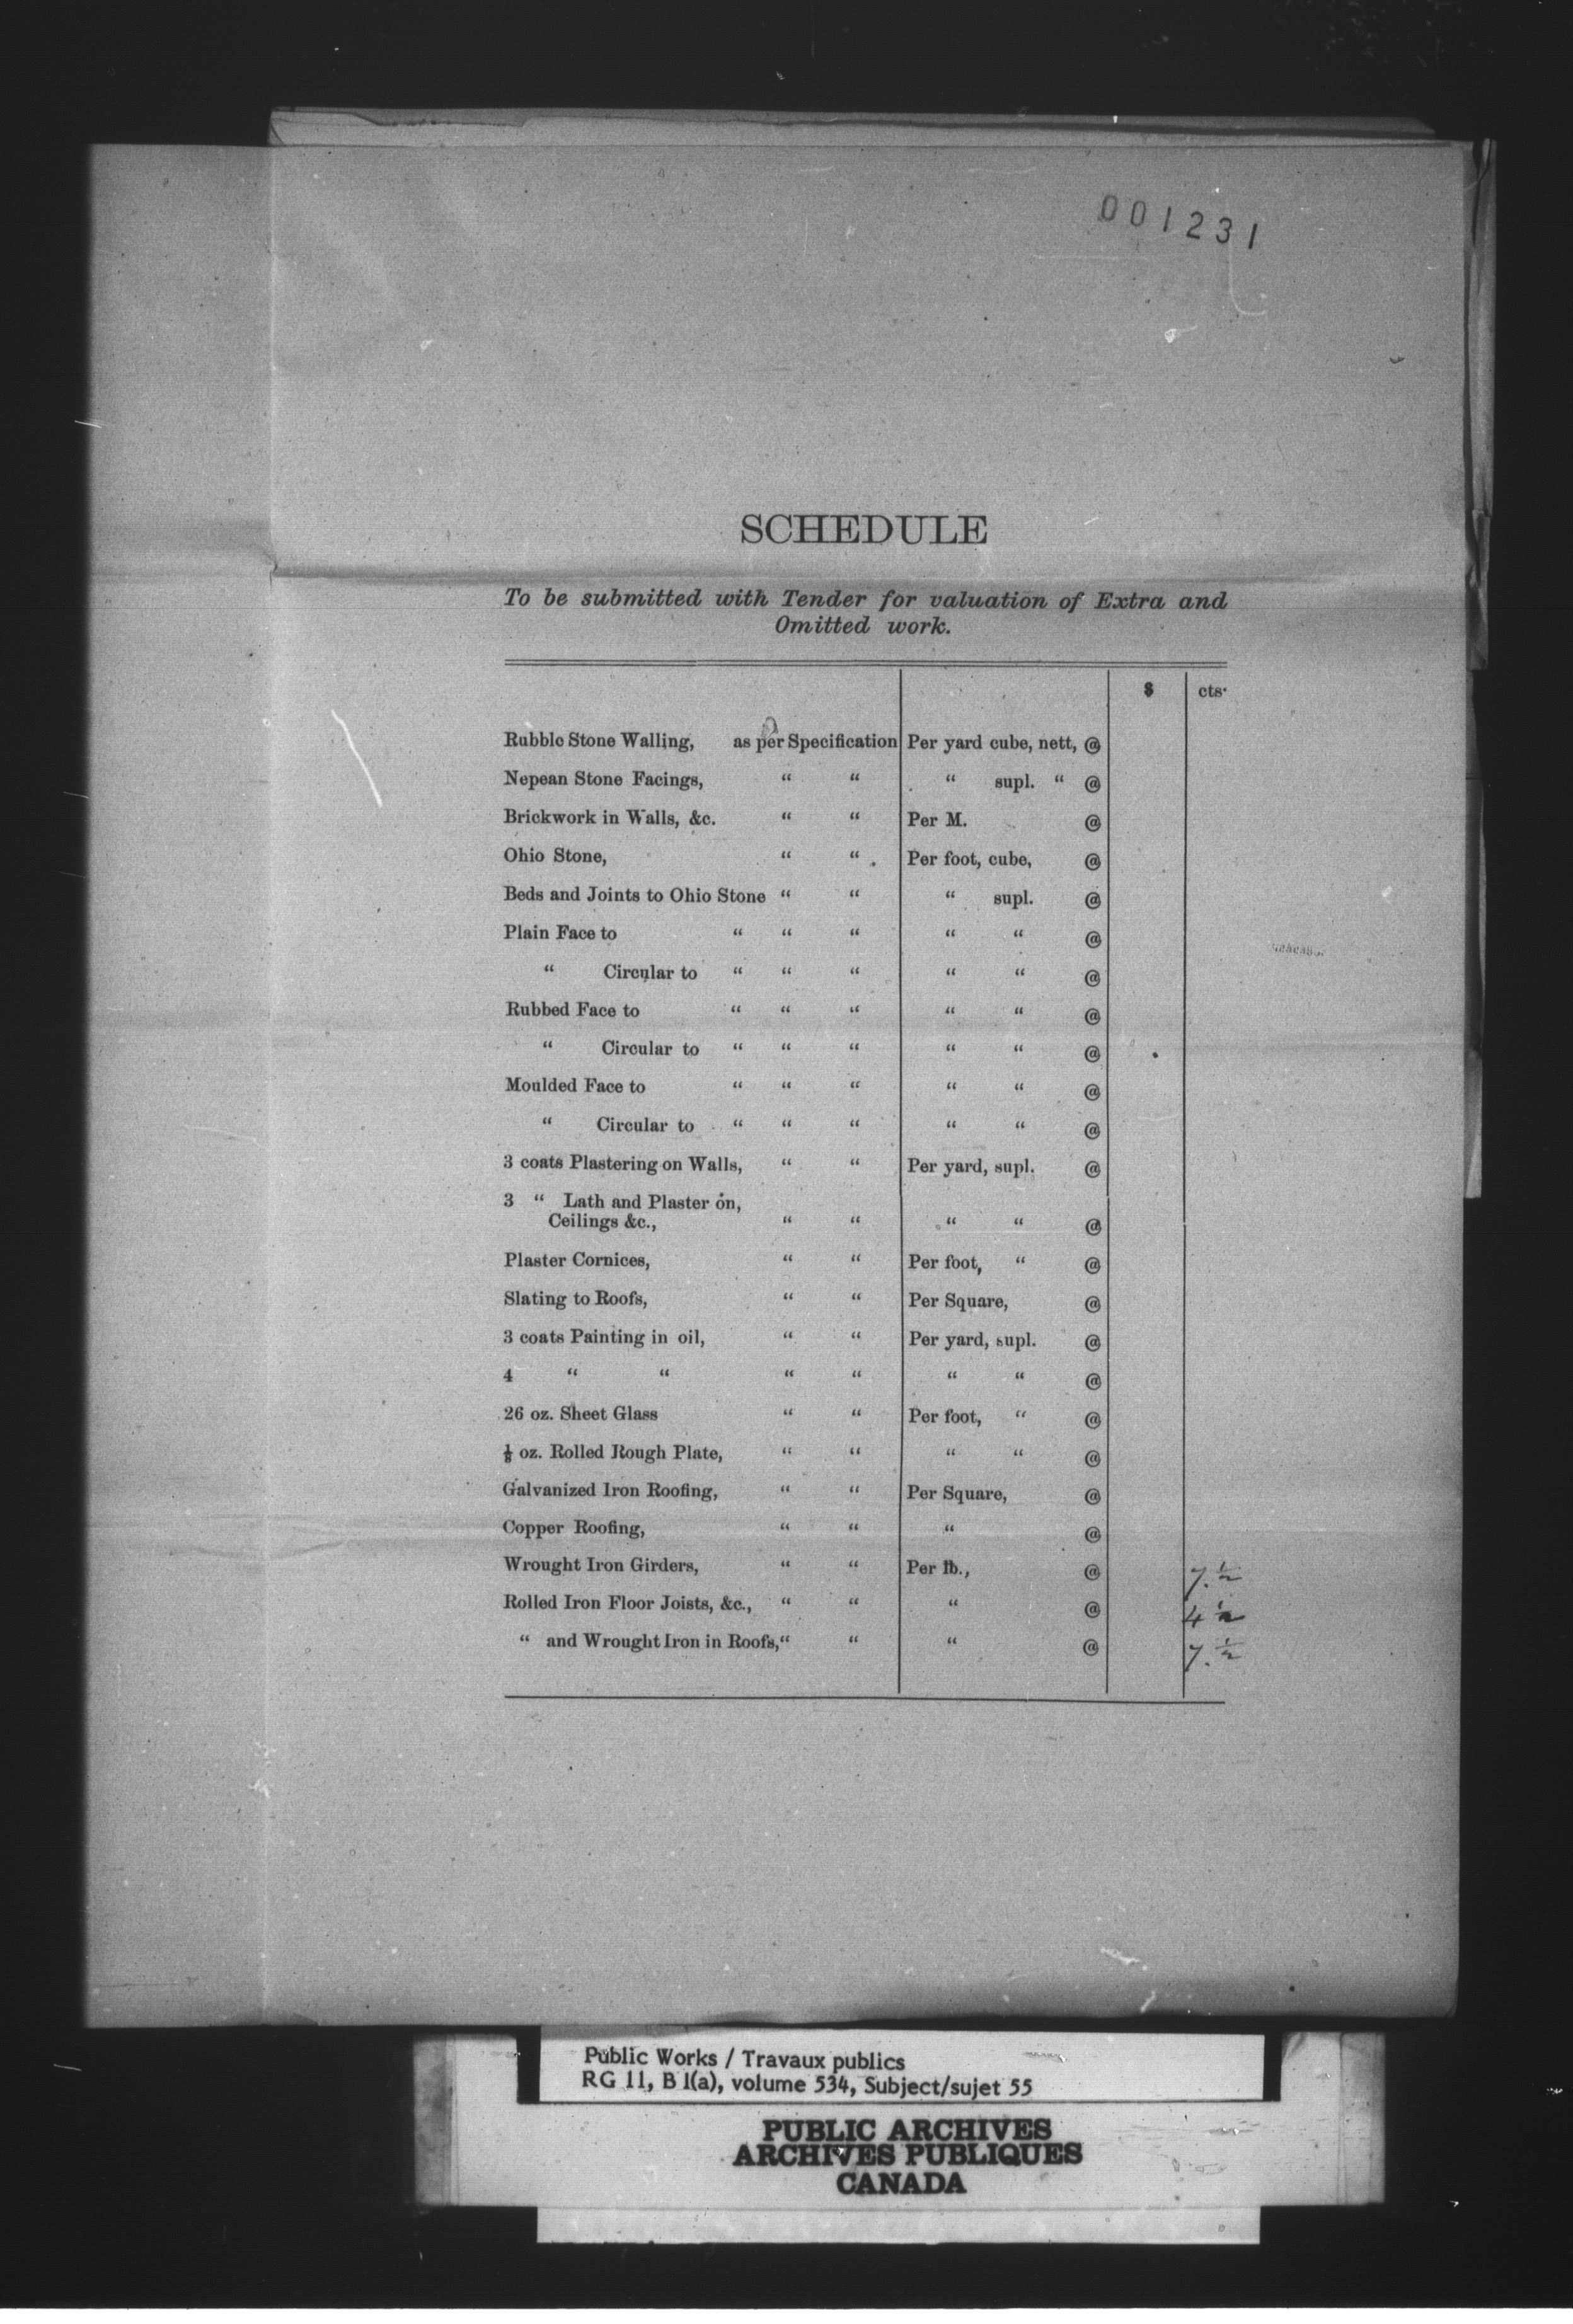 001231
SCHEDULE
To be submitted with Tender for valuation of Extra and
Omitted work.
$ cts.
Rubble Stone Walling, as per Specification Per yard cube, nett, @
Nepean Stone Facings, “ “ “ supl. “ @
Brickwork in Walls, &c. “ “ Per M. @
Ohio Stone, “ “ Per foot, cube, @
Beds and Joints to Ohio Stone “ “ “ supl. @
Plain Face to “ “ “ “ “ @
“ Circular to “ “ “ “ “ @
Rubbed Face to “ “ “ “ “ @
“ Circular to “ “ “ “ “ @
Moulded Face to “ “ “ “ “ @
“ Circular to “ “ “ “ “ @
3 coats Plastering on Walls, “ “ Per yard, supl. @
3 “ Lath and Plaster on,
Ceilings &c., “ “ “ “ @
Plaster Cornices, “ “ Per foot, “ @
Slating to Roofs, “ “ Per Square, @
3 coats Painting in oil, “ “ Per yard, supl. @
4 “ “ “ “ “ “ @
26 oz. Sheet Glass “ “ Per foot, “ @
⅛ oz. Rolled Rough Plate, “ “ “ “ @
Galvanized Iron Roofing, “ “ Per Square, @
Copper Roofing, “ “ “ @
Wrought Iron Girders, “ “ Per lb., @ 7.½
Rolled Iron Floor Joists, &c., “ “ “ @ 4½
“ and Wrought Iron in Roofs, “ “ “ @ 7.½
Public Works / Travaux publics
RG 11, B 1(a), volume 534, Subject/sujet 55
PUBLIC ARCHIVES
ARCHIVES PUBLIQUES
CANADA